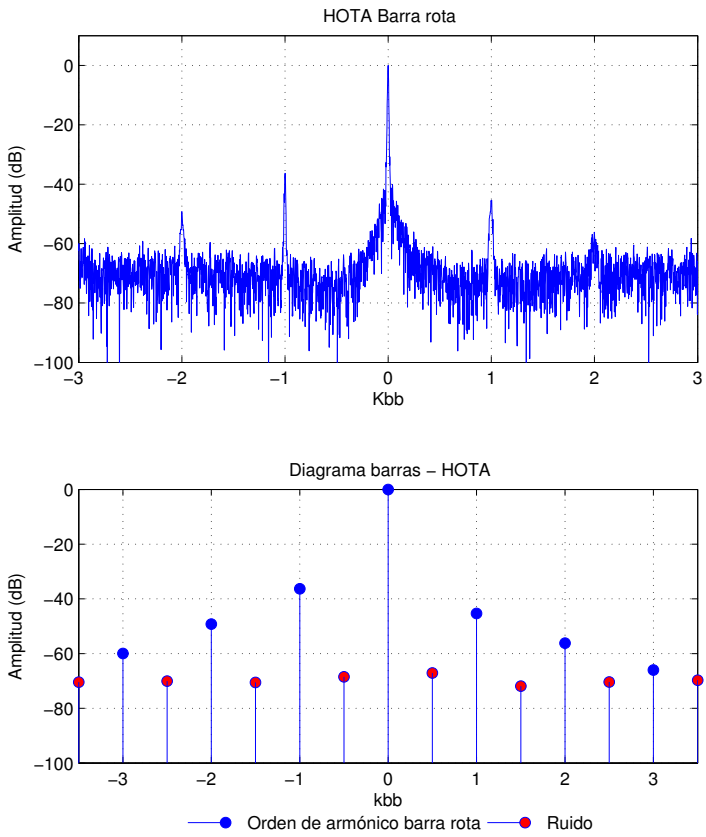 HOTA Barra rota
0
−20
−40
−60
−80
−100
Amplitud (dB)
−3 −2 −1 0 1 2 3
Kbb
Diagrama barras − HOTA
0
−20
−40
−60
−80
−100
Amplitud (dB)
−3 −2 −1 0 1 2 3
kbb
Orden de armónico barra rota Ruido